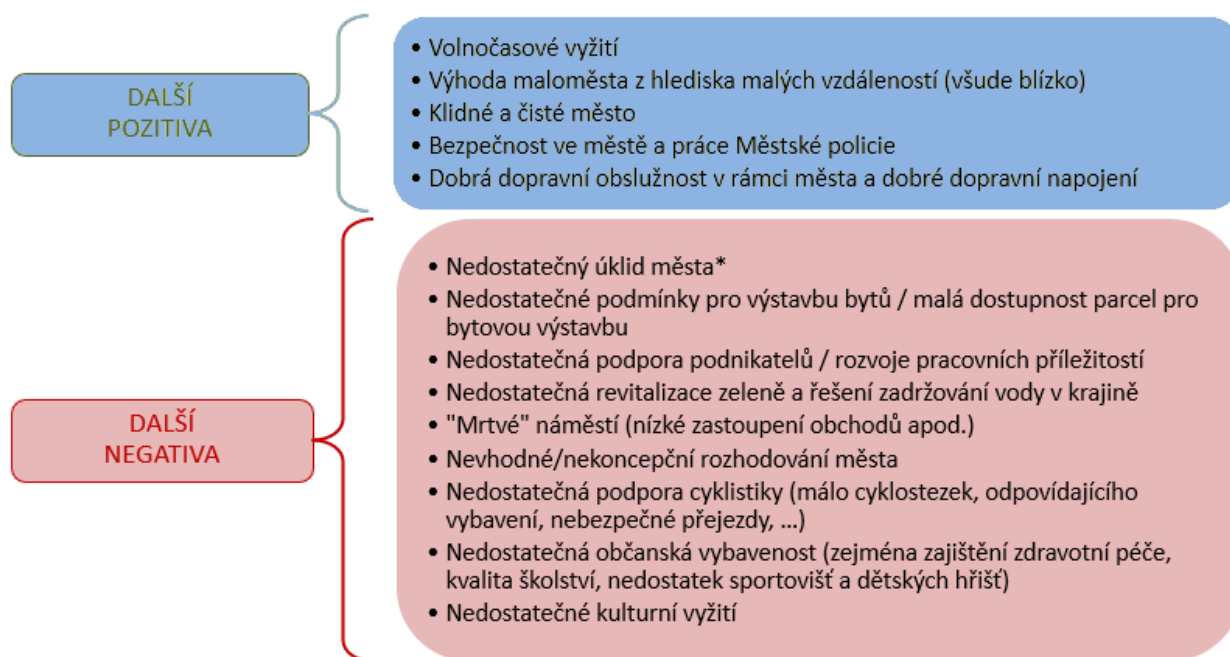 DALŠÍ
POZITIVA
• Volnočasové vyžití
• Výhoda maloměsta z hlediska malých vzdáleností (všude blízko)
• Klidné a čisté město
• Bezpečnost ve městě a práce Městské policie
• Dobrá dopravní obslužnost v rámci města a dobré dopravní napojení
DALŠÍ
NEGATIVA
• Nedostatečný úklid města*
• Nedostatečné podmínky pro výstavbu bytů / malá dostupnost parcel pro
bytovou výstavbu
• Nedostatečná podpora podnikatelů / rozvoje pracovních příležitostí
• Nedostatečná revitalizace zeleně a řešení zadržování vody v krajině
• "Mrtvé" náměstí (nízké zastoupení obchodů apod.)
• Nevhodné/nekoncepční rozhodování města
• Nedostatečná podpora cyklistiky (málo cyklostezek, odpovídajícího
vybavení, nebezpečné přejezdy, ...)
• Nedostatečná občanská vybavenost (zejména zajištění zdravotní péče,
kvalita školství, nedostatek sportovišť a dětských hřišť)
• Nedostatečné kulturní vyžití